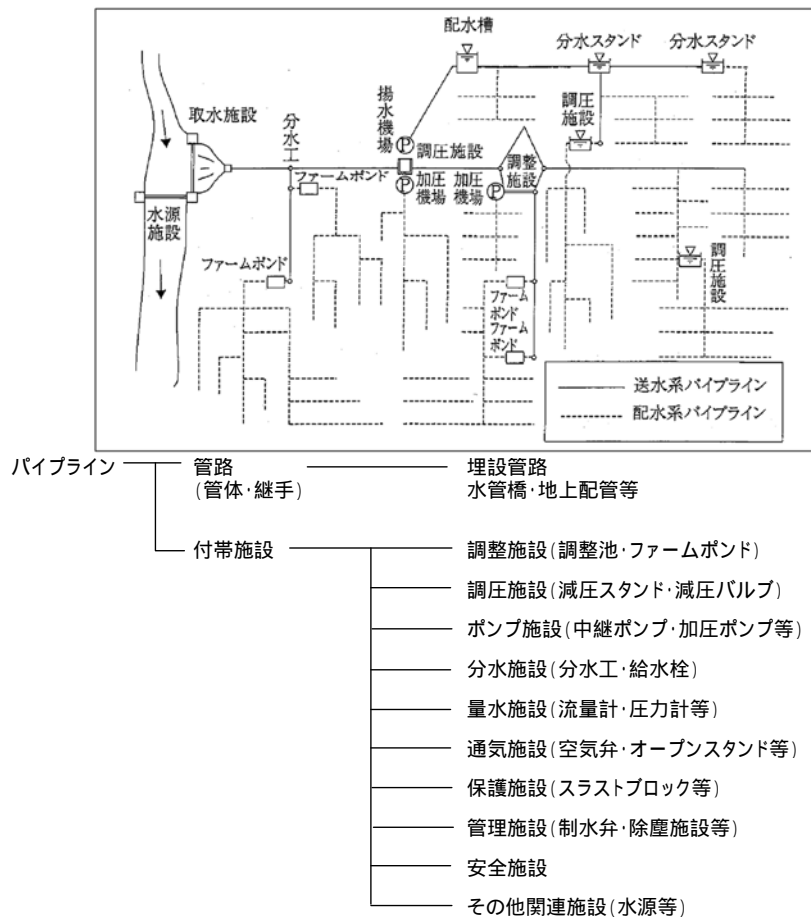 配水槽
分水スタンド
分水スタンド
取水施設
分水工
揚水機場
調圧施設
調圧施設
調整施設
ファームポンド
加圧機場
加圧機場
水源施設
ファームポンド
調圧施設
ファームポンド
ファームポンド
送水系パイプライン
配水系パイプライン
パイプライン
管路
(管体・継手)
埋設管路
水管橋・地上配管等
付帯施設
調整施設(調整池・ファームポンド)
調圧施設(減圧スタンド・減圧バルブ)
ポンプ施設(中継ポンプ・加圧ポンプ等)
分水施設(分水工・給水栓)
量水施設(流量計・圧力計等)
通気施設(空気弁・オープンスタンド等)
保護施設(スラストブロック等)
管理施設(制水弁・除塵施設等)
安全施設
その他関連施設(水源等)
P
P
P